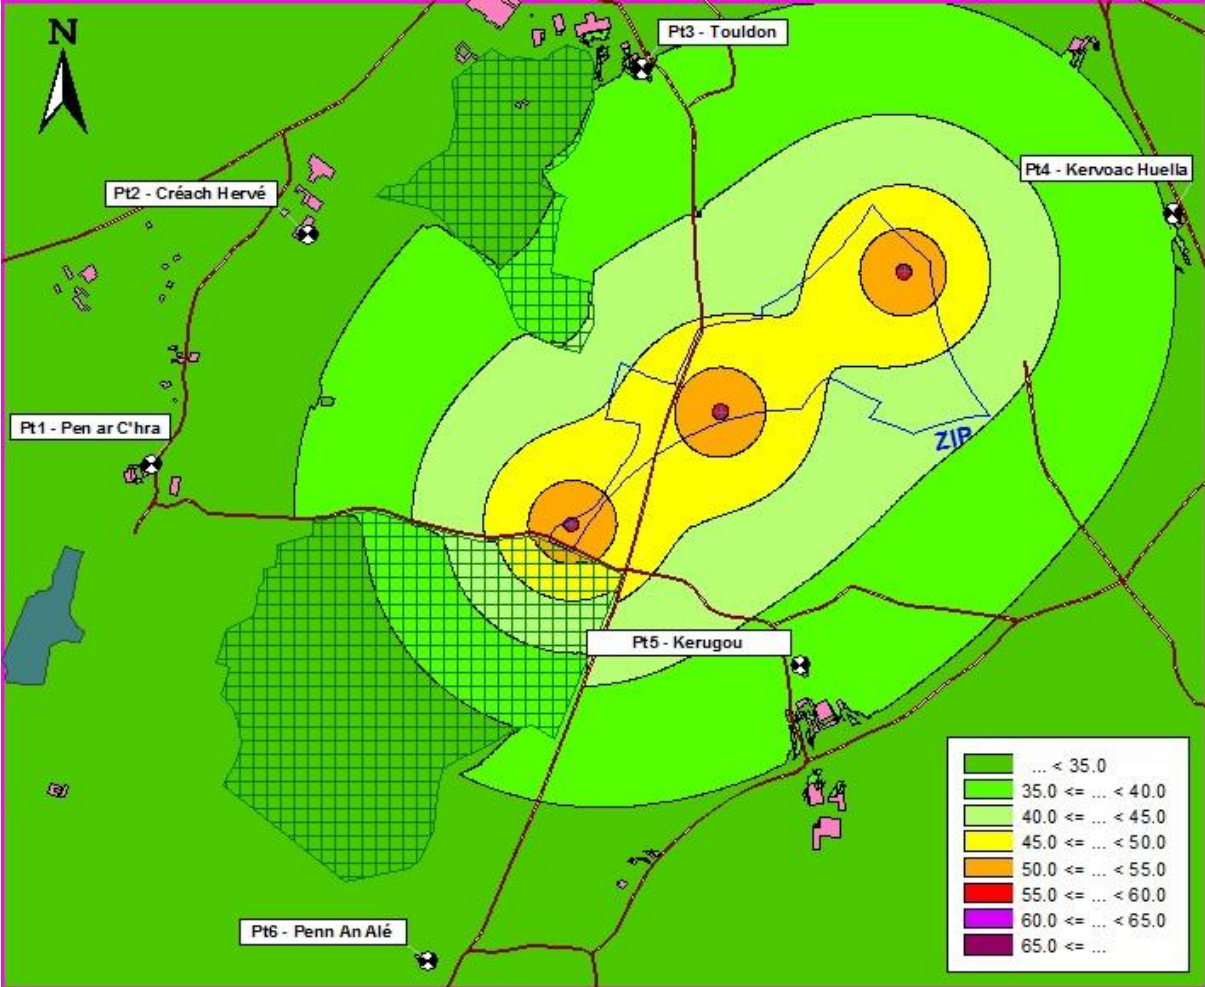 N
Pt3 - Touldon
Pt4 - Kervoac Huella
Pt2 - Créach Hervé
Pt1 - Pen ar C'hra
ZIP
Pt5 - Kerugou
Pt6 - Penn An Alé
... < 35.0
35.0 <= ... < 40.0
40.0 <= ... < 45.0
45.0 <= ... < 50.0
50.0 <= ... < 55.0
55.0 <= ... < 60.0
60.0 <= ... < 65.0
65.0 <= ...